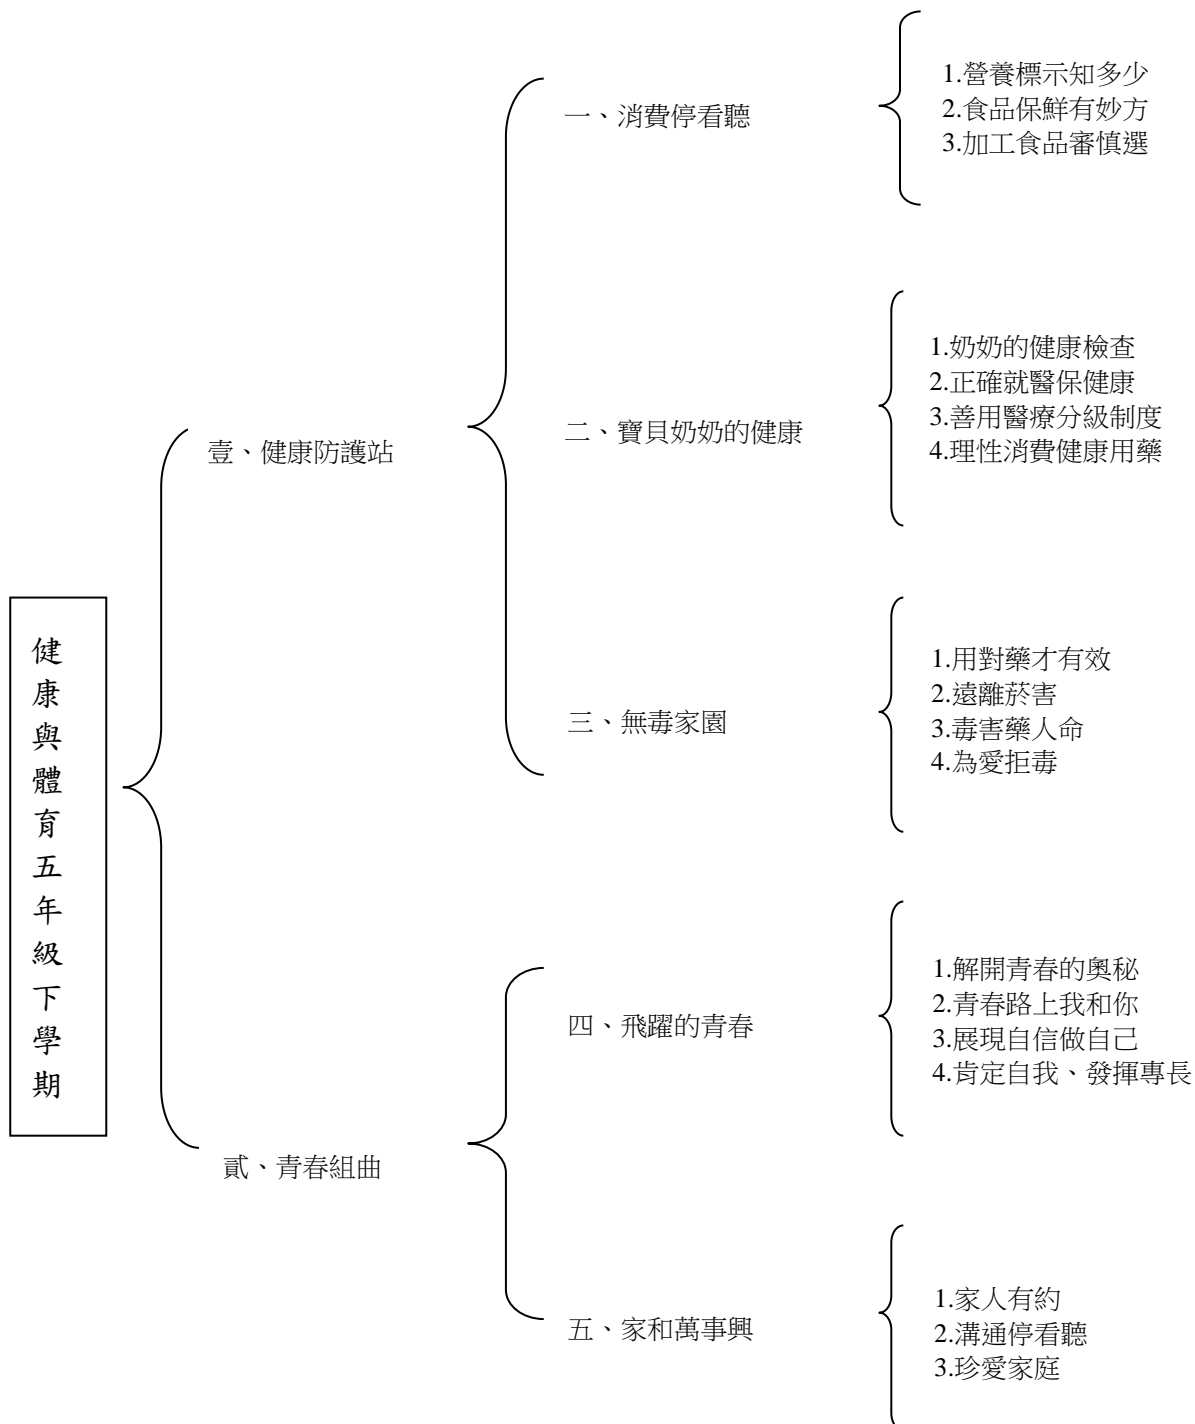 健康與體育五年級下學期
壹、健康防護站
一、消費停看聽
1.營養標示知多少
2.食品保鮮有妙方
3.加工食品審慎選
二、寶貝奶奶的健康
1.奶奶的健康檢查
2.正確就醫保健康
3.善用醫療分級制度
4.理性消費健康用藥
三、無毒家園
1.用對藥才有效
2.遠離菸害
3.毒害藥人命
4.為愛拒毒
貳、青春組曲
四、飛躍的青春
1.解開青春的奧秘
2.青春路上我和你
3.展現自信做自己
4.肯定自我、發揮專長
五、家和萬事興
1.家人有約
2.溝通停看聽
3.珍愛家庭